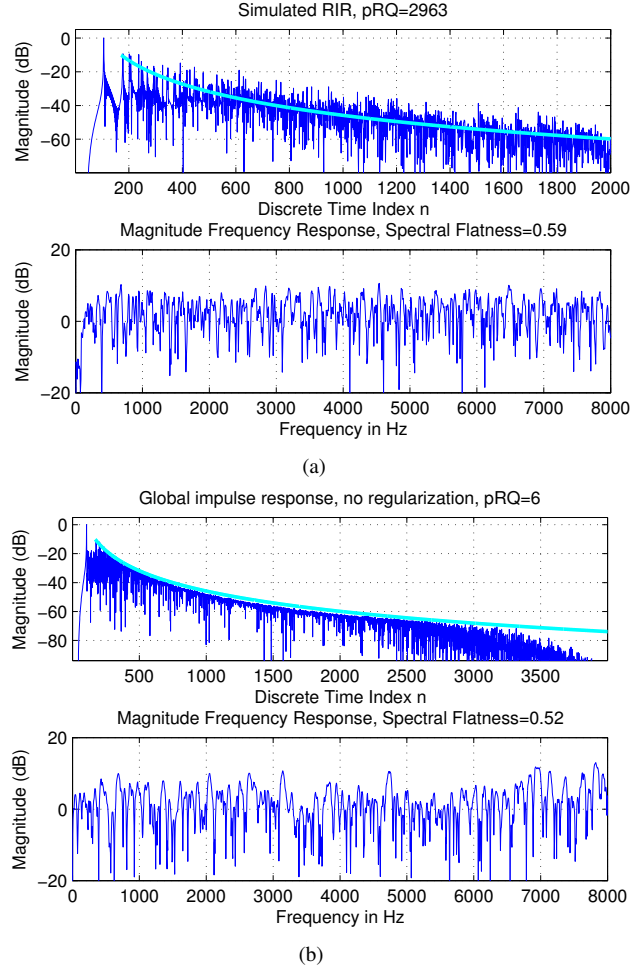 Simulated RIR, pRQ=2963
Magnitude (dB)
0
−20
−40
−60
200 400 600 800 1000 1200 1400 1600 1800 2000
Discrete Time Index n
Magnitude Frequency Response, Spectral Flatness=0.59
Magnitude (dB)
20
0
−20
0 1000 2000 3000 4000 5000 6000 7000 8000
Frequency in Hz
(a)
Global impulse response, no regularization, pRQ=6
Magnitude (dB)
0
−20
−40
−60
−80
500 1000 1500 2000 2500 3000 3500
Discrete Time Index n
Magnitude Frequency Response, Spectral Flatness=0.52
Magnitude (dB)
20
0
−20
0 1000 2000 3000 4000 5000 6000 7000 8000
Frequency in Hz
(b)